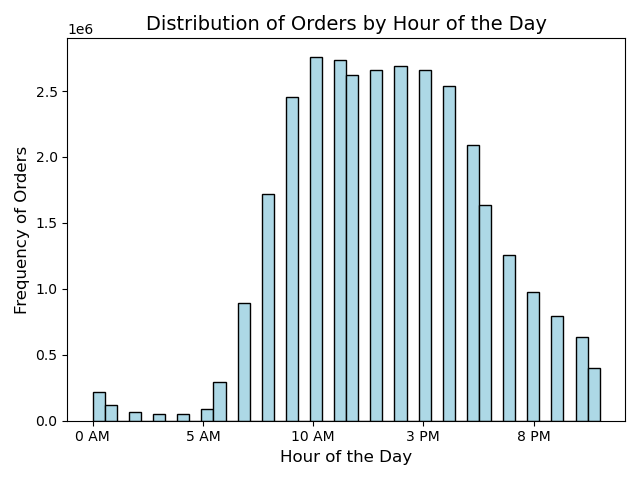 Distribution of Orders by Hour of the Day
1e6
2.5
2.0
1.5
1.0
0.5
0.0
Frequency of Orders
0 AM 5 AM 10 AM 3 PM 8 PM
Hour of the Day